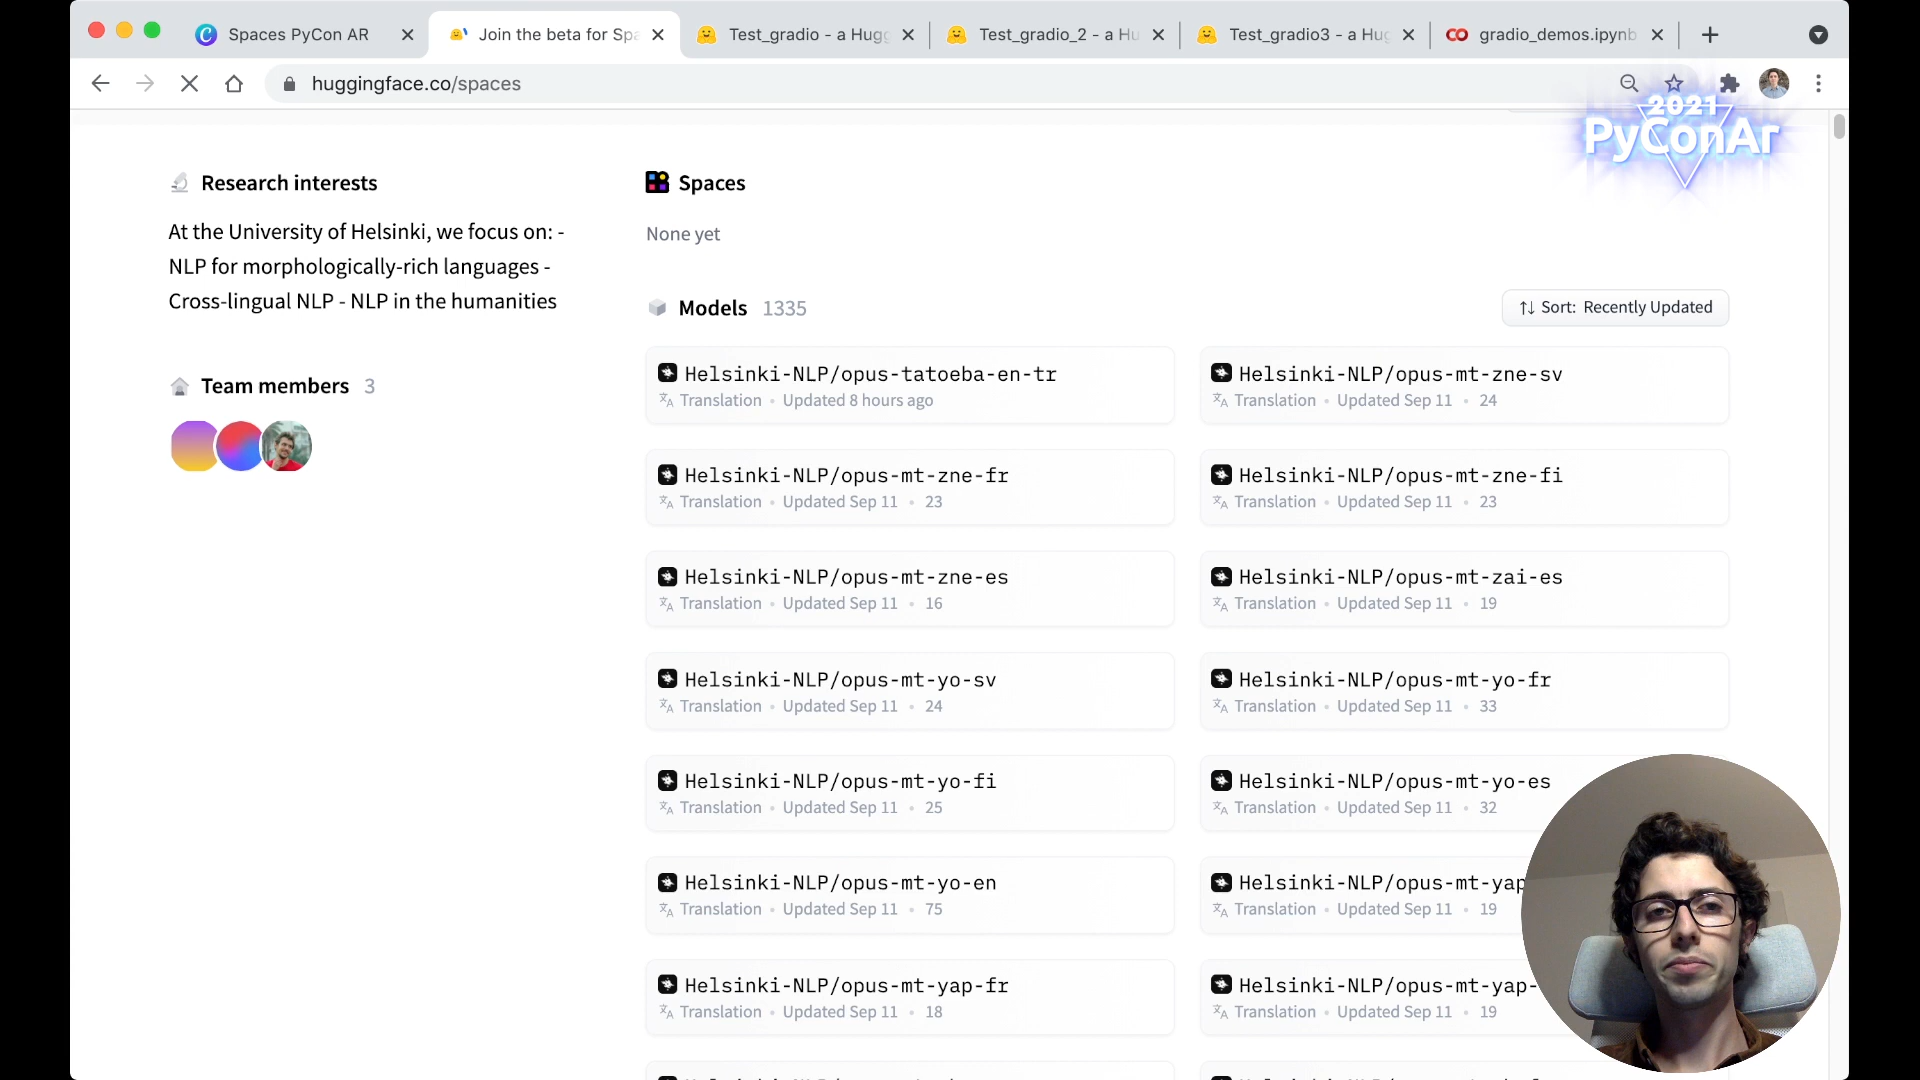 Spaces PyCon AR
Join the beta for Spa
Test_gradio - a Hugg
Test_gradio_2 - a Hu
Test_gradio3 - a Hug
gradio_demos.ipynb
huggingface.co/spaces
2021
PyConAr
Research interests
At the University of Helsinki, we focus on: -
NLP for morphologically-rich languages -
Cross-lingual NLP - NLP in the humanities
Team members 3
Spaces
None yet
Models 1335
Sort: Recently Updated
Helsinki-NLP/opus-tatoeba-en-tr
Translation • Updated 8 hours ago
Helsinki-NLP/opus-mt-zne-sv
Translation • Updated Sep 11 • 24
Helsinki-NLP/opus-mt-zne-fr
Translation • Updated Sep 11 • 23
Helsinki-NLP/opus-mt-zne-fi
Translation • Updated Sep 11 • 23
Helsinki-NLP/opus-mt-zne-es
Translation • Updated Sep 11 • 16
Helsinki-NLP/opus-mt-zai-es
Translation • Updated Sep 11 • 19
Helsinki-NLP/opus-mt-yo-sv
Translation • Updated Sep 11 • 24
Helsinki-NLP/opus-mt-yo-fr
Translation • Updated Sep 11 • 33
Helsinki-NLP/opus-mt-yo-fi
Translation • Updated Sep 11 • 25
Helsinki-NLP/opus-mt-yo-es
Translation • Updated Sep 11 • 32
Helsinki-NLP/opus-mt-yo-en
Translation • Updated Sep 11 • 75
Helsinki-NLP/opus-mt-yap
Translation • Updated Sep 11 • 19
Helsinki-NLP/opus-mt-yap-fr
Translation • Updated Sep 11 • 18
Helsinki-NLP/opus-mt-yap-
Translation • Updated Sep 11 • 19